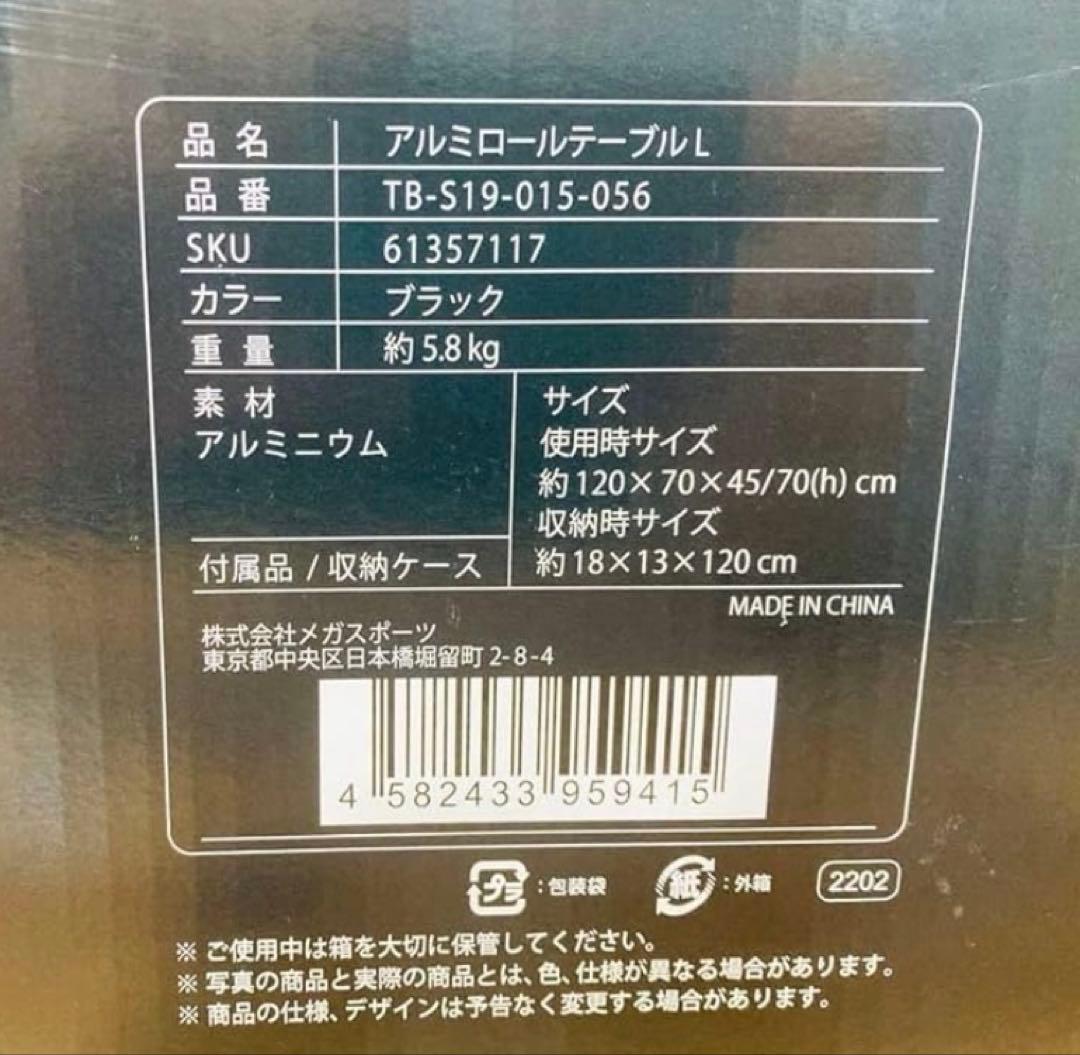 品 名 アルミロールテーブル L
品 番 TB-S19-015-056
SKU 61357117
カラー ブラック
重 量 約 5.8 kg
素 材
アルミニウム
サイズ
使用時サイズ
約 120×70×45/70(h) cm
収納時サイズ
約 18×13×120 cm
付属品 / 収納ケース
MADE IN CHINA
株式会社メガスポーツ
東京都中央区日本橋堀留町 2-8-4
4 582433 959415
プラ : 包装袋 紙 : 外箱 2202
※ ご使用中は箱を大切に保管してください。
※ 写真の商品と実際の商品とは、色、仕様が異なる場合があります。
※ 商品の仕様、デザインは予告なく変更する場合があります。